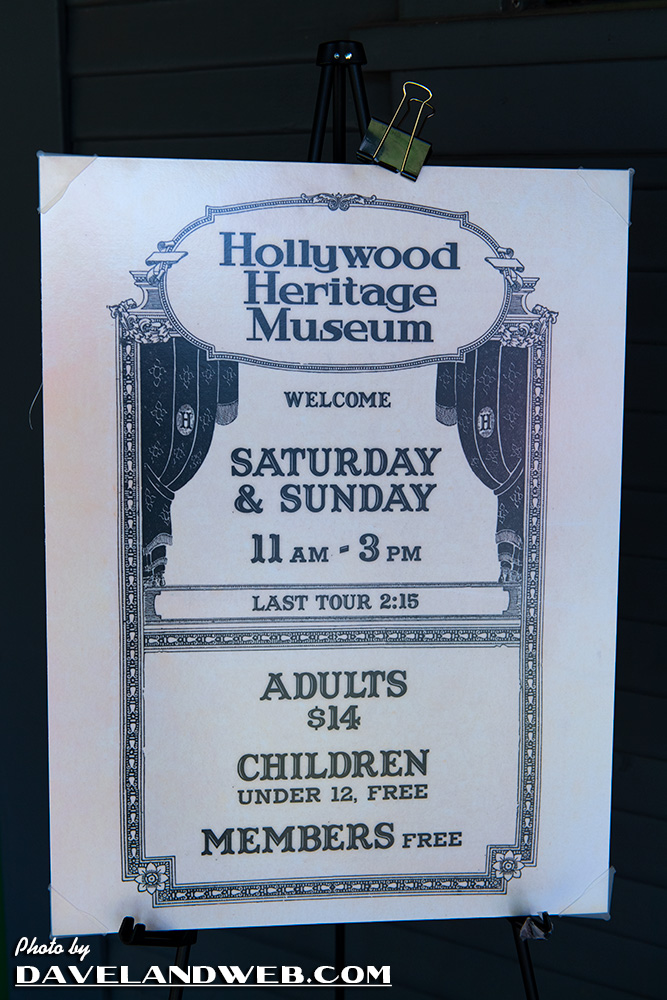 Hollywood
Heritage
Museum
WELCOME
H
H
SATURDAY
& SUNDAY
11 AM - 3 PM
LAST TOUR 2:15
ADULTS
$14
CHILDREN
UNDER 12, FREE
MEMBERS FREE
Photo by
DAVELANDWEB.COM